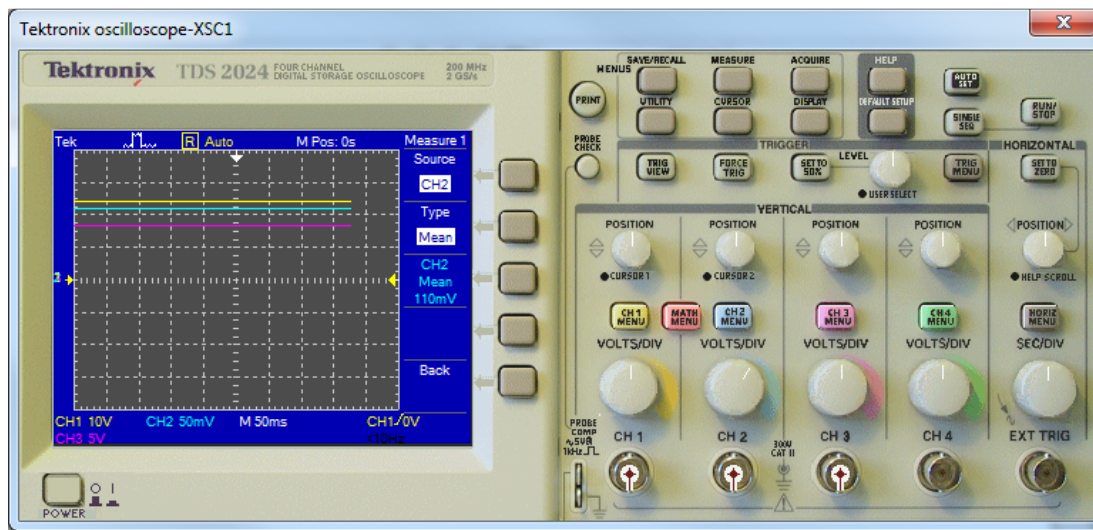 Tektronix oscilloscope-XSC1
Tektronix TDS 2024 FOUR CHANNEL DIGITAL STORAGE OSCILLOSCOPE 200 MHz 2 GS/s
Tek R Auto M Pos: 0s Measure 1
Source
CH2
Type
Mean
CH2
Mean
110mV
Back
CH1 10V CH2 50mV M 50ms CH1 0V
CH3 5V <10Hz
POWER
MENUS
SAVE/RECALL MEASURE ACQUIRE HELP
PRINT
AUTO SET
UTILITY CURSOR DISPLAY DEFAULT SETUP
SINGLE SEQ
RUN/ STOP
PROBE CHECK
TRIGGER
HORIZONTAL
TRIG VIEW
FORCE TRIG
SET TO 50%
LEVEL
USER SELECT
TRIG MENU
SET TO ZERO
VERTICAL
POSITION POSITION POSITION POSITION POSITION
CURSOR 1 CURSOR 2 HELP SCROLL
CH 1 MENU
MATH MENU
CH 2 MENU
CH 3 MENU
CH 4 MENU
HORIZ MENU
VOLTS/DIV VOLTS/DIV VOLTS/DIV VOLTS/DIV SEC/DIV
PROBE COMP
~5V@
1kHz
CH 1 CH 2 CH 3 CH 4 EXT TRIG
300V
CAT II